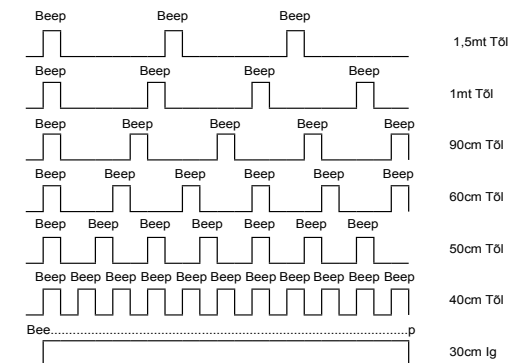 Beep Beep Beep
1,5mt Tõl
Beep Beep Beep Beep
1mt Tõl
Beep Beep Beep Beep Beep
90cm Tõl
Beep Beep Beep Beep Beep Beep
60cm Tõl
Beep Beep Beep Beep Beep Beep Beep
50cm Tõl
Beep Beep Beep Beep Beep Beep Beep Beep Beep Beep Beep
40cm Tõl
Bee.....................................................................................................p
30cm Ig